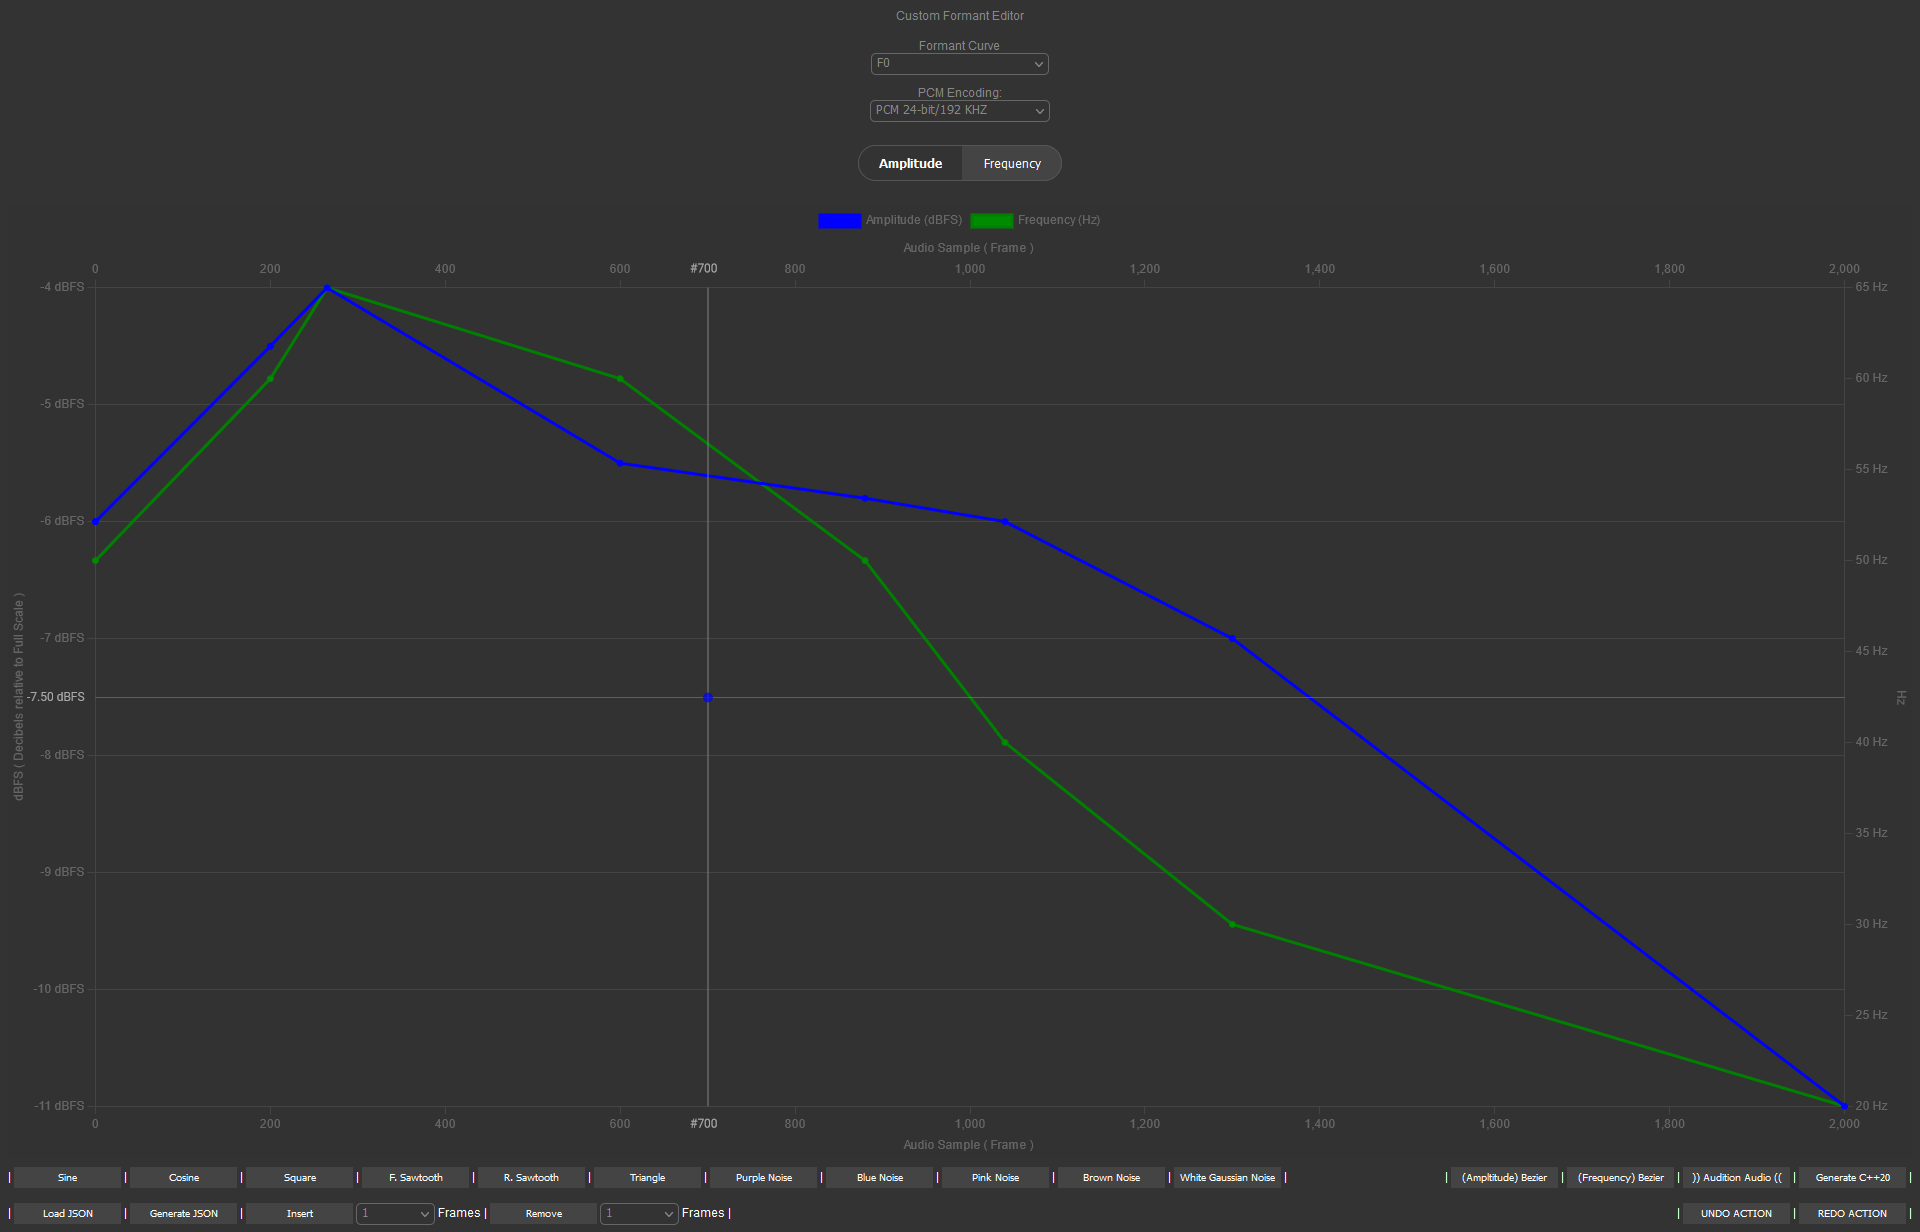 Custom Formant Editor
Formant Curve
F0
PCM Encoding:
PCM 24-bit/192 KHZ
Amplitude Frequency
Amplitude (dBFS) Frequency (Hz)
Audio Sample ( Frame )
0 200 400 600 #700 800 1,000 1,200 1,400 1,600 1,800 2,000
-4 dBFS 65 Hz
60 Hz
-5 dBFS
55 Hz
-6 dBFS
50 Hz
-7 dBFS
45 Hz
dBFS ( Decibels relative to Full Scale )
-7.50 dBFS
Hz
-8 dBFS
40 Hz
35 Hz
-9 dBFS
30 Hz
-10 dBFS
25 Hz
-11 dBFS 20 Hz
0 200 400 600 #700 800 1,000 1,200 1,400 1,600 1,800 2,000
Audio Sample ( Frame )
| Sine | Cosine | Square | F. Sawtooth | R. Sawtooth | Triangle | Purple Noise | Blue Noise | Pink Noise | Brown Noise | White Gaussian Noise | | (Ampltitude) Bezier | (Frequency) Bezier | )) Audition Audio (( | Generate C++20 |
| Load JSON | Generate JSON | Insert 1 Frames | Remove 1 Frames | | UNDO ACTION | REDO ACTION |